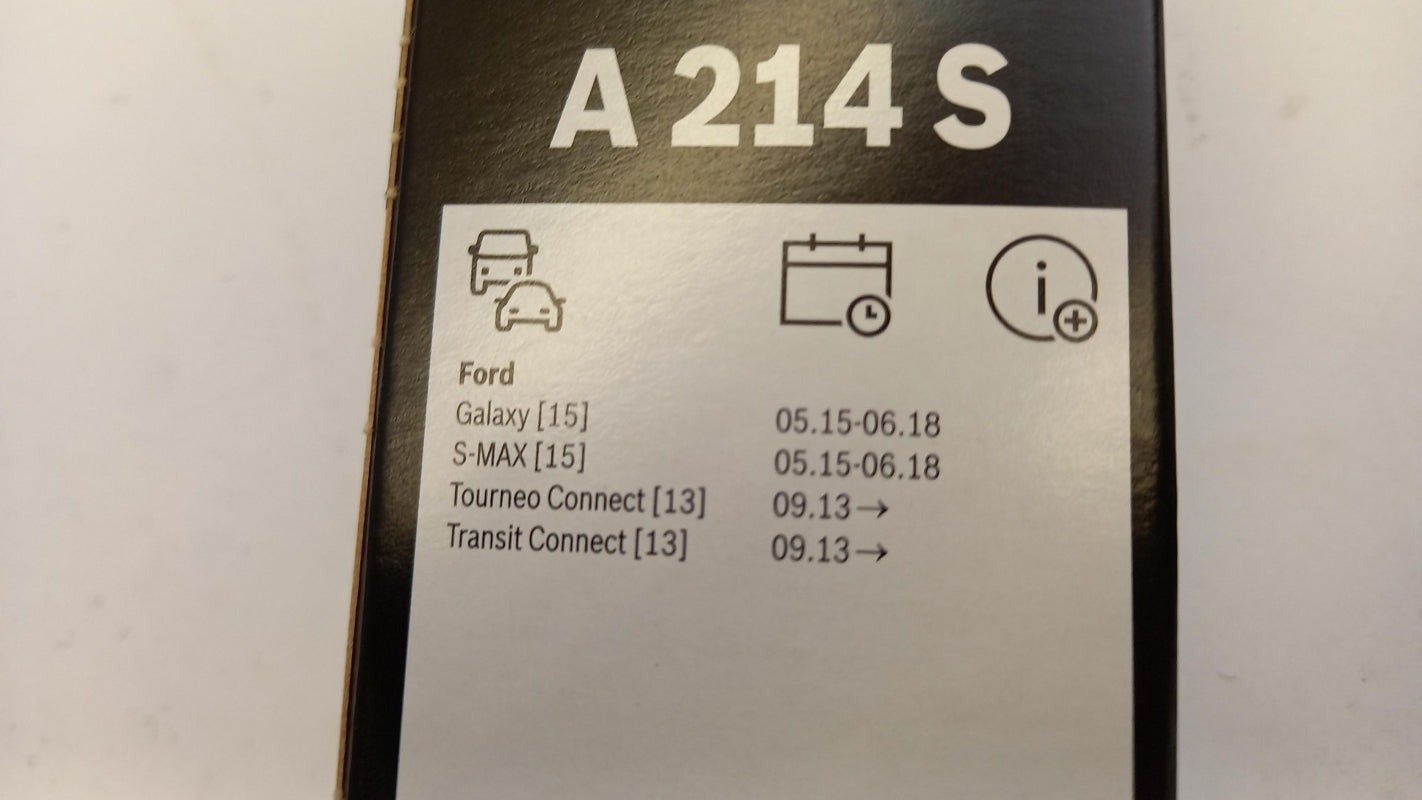 A 214 S
Ford
Galaxy [15] 05.15-06.18
S-MAX [15] 05.15-06.18
Tourneo Connect [13] 09.13→
Transit Connect [13] 09.13→